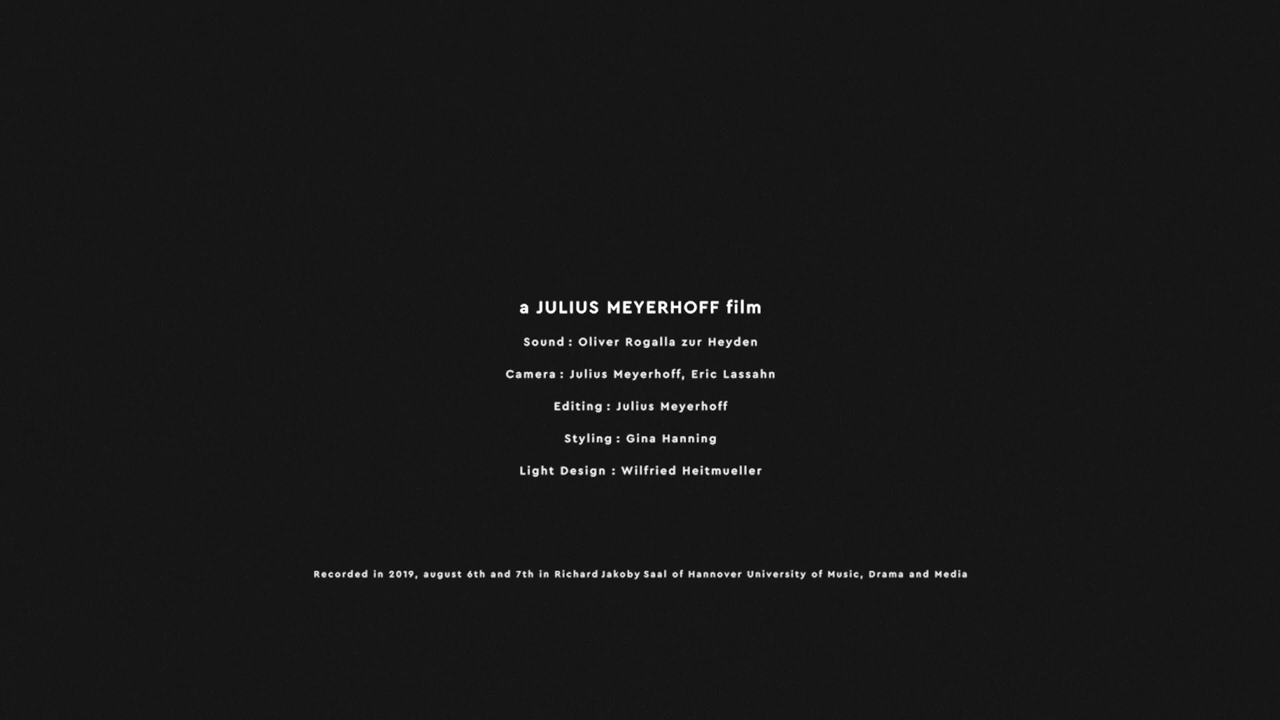 a JULIUS MEYERHOFF film
Sound : Oliver Rogalla zur Heyden
Camera : Julius Meyerhoff, Eric Lassahn
Editing : Julius Meyerhoff
Styling : Gina Hanning
Light Design : Wilfried Heitmueller
Recorded in 2019, august 6th and 7th in Richard Jakoby Saal of Hannover University of Music, Drama and Media